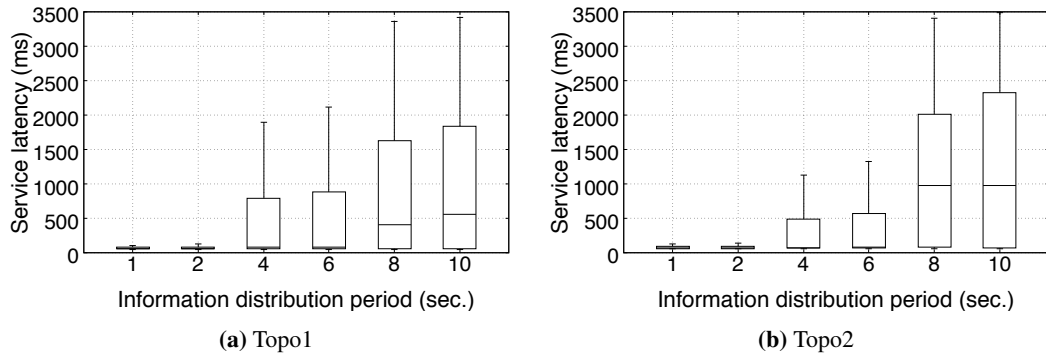 3500
3000
2500
2000
1500
1000
500
0
Service latency (ms)
1 2 4 6 8 10
Information distribution period (sec.)
(a) Topo1
3500
3000
2500
2000
1500
1000
500
0
Service latency (ms)
1 2 4 6 8 10
Information distribution period (sec.)
(b) Topo2